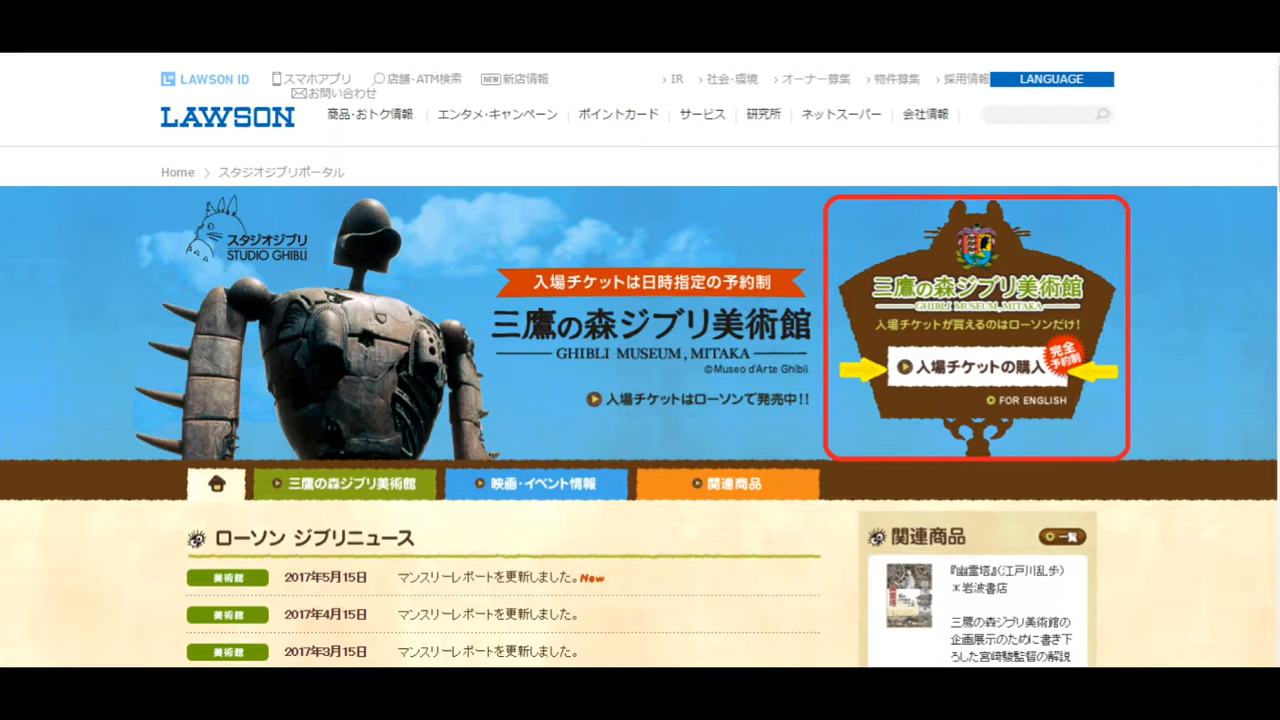 LAWSON ID
スマホアプリ
店舗・ATM検索
NEW 新店情報
お問い合わせ
IR
社会・環境
オーナー募集
物件募集
採用情報
LANGUAGE
LAWSON
商品・おトク情報
エンタメ・キャンペーン
ポイントカード
サービス
研究所
ネットスーパー
会社情報
Home
スタジオジブリポータル
スタジオジブリ
STUDIO GHIBLI
入場チケットは日時指定の予約制
三鷹の森ジブリ美術館
GHIBLI MUSEUM, MITAKA
©Museo d'Arte Ghibli
入場チケットはローソンで発売中!!
三鷹の森ジブリ美術館
GHIBLI MUSEUM, MITAKA
入場チケットが買えるのはローソンだけ!
入場チケットの購入
完全
予約制
FOR ENGLISH
三鷹の森ジブリ美術館
映画・イベント情報
関連商品
ローソン ジブリニュース
美術館 2017年5月15日 マンスリーレポートを更新しました。New
美術館 2017年4月15日 マンスリーレポートを更新しました。
美術館 2017年3月15日 マンスリーレポートを更新しました。
関連商品
一覧
『幽霊塔』(江戸川乱歩)
岩波書店
三鷹の森ジブリ美術館の
企画展示のために書き下
ろした宮崎駿監督の解説